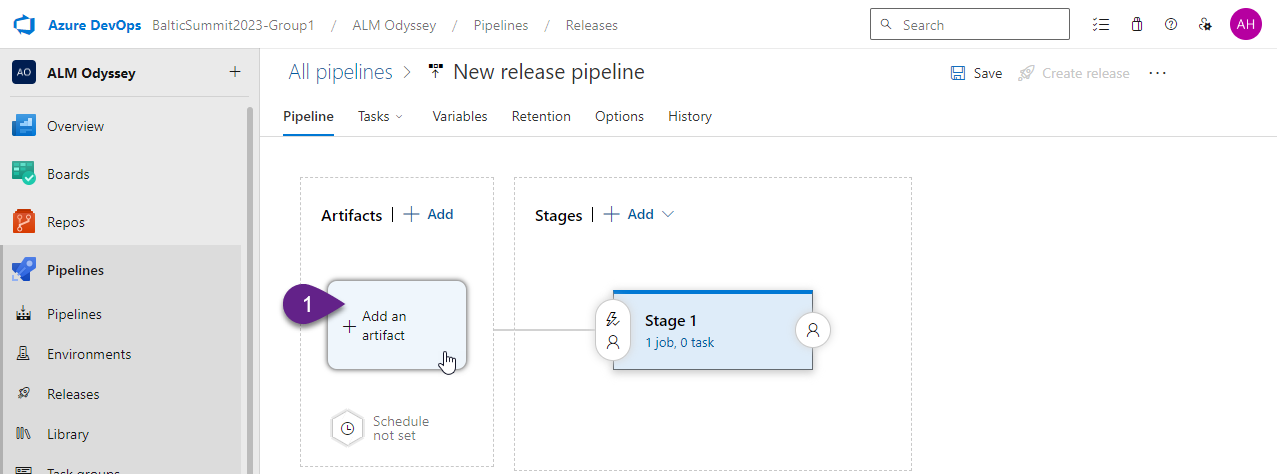 Azure DevOps BalticSummit2023-Group1 / ALM Odyssey / Pipelines / Releases Search AH
AO ALM Odyssey +
All pipelines > New release pipeline Save Create release ...
Pipeline Tasks Variables Retention Options History
Overview
Boards
Repos
Pipelines
Pipelines
Environments
Releases
Library
Task groups
Artifacts | + Add
Stages | + Add
1
+ Add an
artifact
Schedule
not set
Stage 1
1 job, 0 task